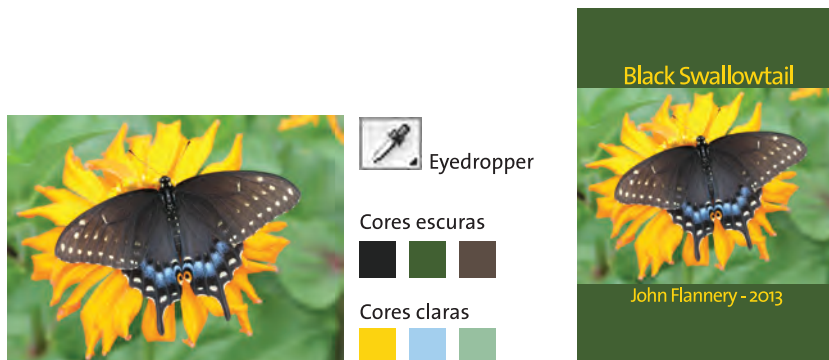 Eyedropper
Cores escuras
Cores claras
Black Swallowtail
John Flannery - 2013